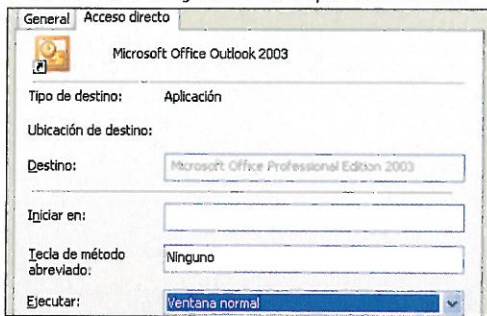 General Acceso directo
Microsoft Office Outlook 2003
Tipo de destino: Aplicación
Ubicación de destino:
Destino: Microsoft Office Professional Edition 2003
Iniciar en:
Tecla de método abreviado: Ninguno
Ejecutar: Ventana normal